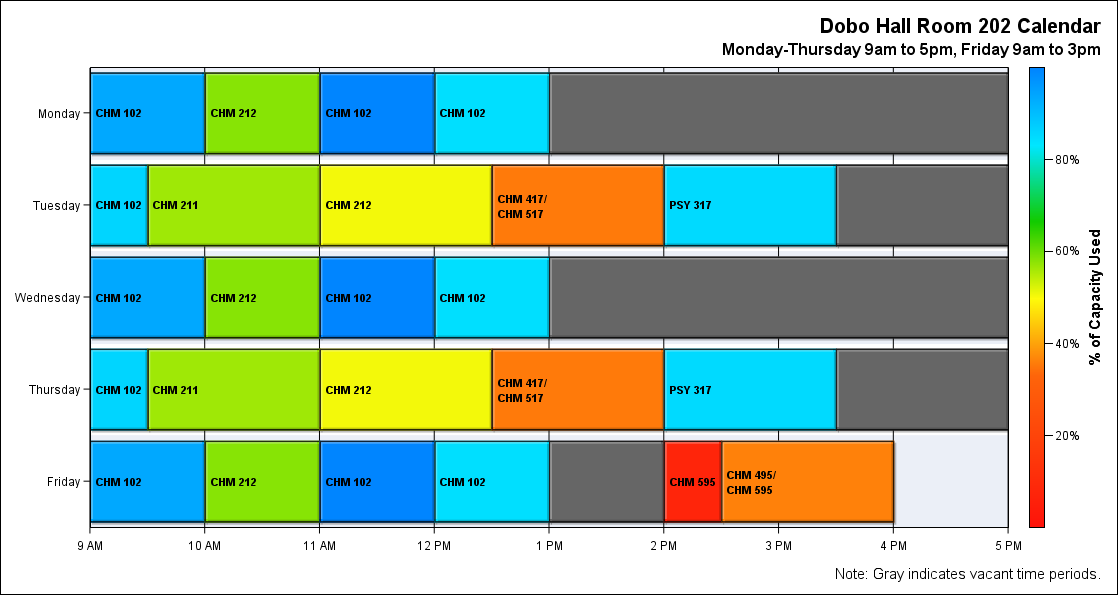 Dobo Hall Room 202 Calendar
Monday-Thursday 9am to 5pm, Friday 9am to 3pm
Monday
CHM 102
CHM 212
CHM 102
CHM 102
Tuesday
CHM 102
CHM 211
CHM 212
CHM 417/
CHM 517
PSY 317
Wednesday
CHM 102
CHM 212
CHM 102
CHM 102
Thursday
CHM 102
CHM 211
CHM 212
CHM 417/
CHM 517
PSY 317
Friday
CHM 102
CHM 212
CHM 102
CHM 102
CHM 595
CHM 495/
CHM 595
9 AM
10 AM
11 AM
12 PM
1 PM
2 PM
3 PM
4 PM
5 PM
80%
60%
40%
20%
% of Capacity Used
Note: Gray indicates vacant time periods.